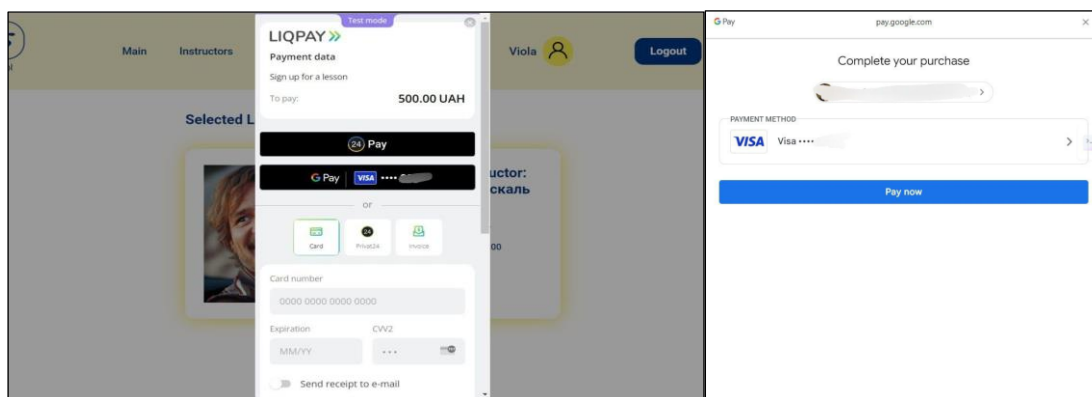 Test mode
LIQPAY
Payment data
Sign up for a lesson
To pay: 500.00 UAH
24 Pay
G Pay VISA ••••
or
Card Privat24 Invoice
Card number
0000 0000 0000 0000
Expiration CVV2
MM/YY •••
Send receipt to e-mail
Main Instructors Viola Logout
Selected L
uctor:
скаль
00
G Pay pay.google.com
Complete your purchase
PAYMENT METHOD
VISA Visa ••••
Pay now